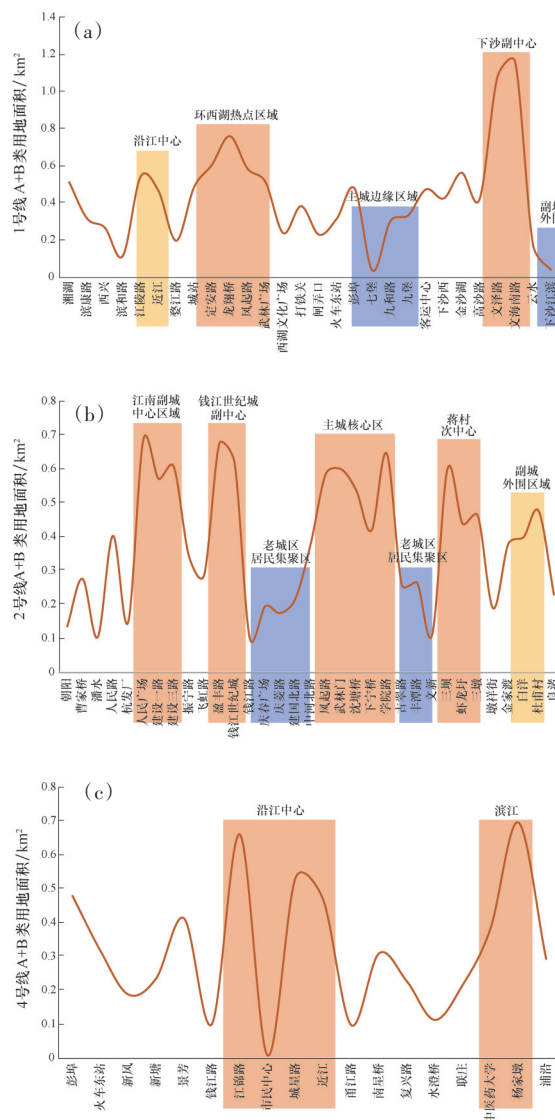 (a)
下沙副中心
环西湖热点区域
沿江中心
主城边缘区域
副城
外围
1号线 A+B 类用地面积/km²
1.4
1.2
1.0
0.8
0.6
0.4
0.2
0
湘湖
滨康路
西兴
滨和路
江陵路
近江
婺江路
城站
定安路
龙翔桥
凤起路
武林广场
西湖文化广场
打铁关
闸弄口
火车东站
彭埠
七堡
九和路
九堡
客运中心
下沙西
金沙湖
高沙路
文泽路
文海南路
云水
下沙江滨
(b)
江南副城
中心区域
钱江世纪城
副中心
主城核心区
蒋村
次中心
副城
外围区域
老城区
居民集聚区
老城区
居民集聚区
2号线A+B 类用地面积/km²
0.8
0.7
0.6
0.5
0.4
0.3
0.2
0.1
0
朝阳
曹家桥
潘水
人民路
杭发厂
人民广场
建设一路
建设三路
振宁路
飞虹路
盈丰路
钱江世纪城
钱江路
庆春广场
庆菱路
建国北路
中河北路
凤起路
武林门
沈塘桥
下宁桥
学院路
古翠路
丰潭路
文新
三坝
虾龙圩
三墩
墩祥街
金家渡
白洋
杜甫村
良渚
(c)
沿江中心
滨江
4号线 A+B 类用地面积/km²
0.8
0.7
0.6
0.5
0.4
0.3
0.2
0.1
0
彭埠
火车东站
新风
新塘
景芳
钱江路
江锦路
市民中心
城星路
近江
甬江路
南星桥
复兴路
水澄桥
联庄
中医药大学
杨家墩
浦沿